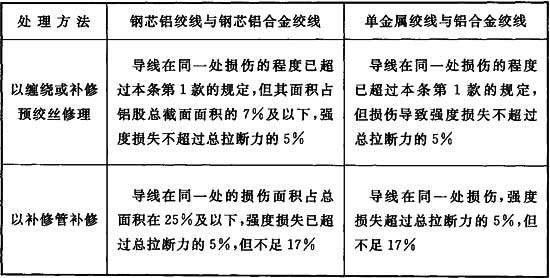 处理方法
钢芯铝绞线与钢芯铝合金绞线
单金属绞线与铝合金绞线
以缠绕或补修
预绞丝修理
导线在同一处损伤的程度已超
过本条第1款的规定，但其面积占
铝股总截面面积的7%及以下，强
度损失不超过总拉断力的5%
导线在同一处损伤的程度
已超过本条第1款的规定，
但损伤导致强度损失不超过
总拉断力的5%
以补修管补修
导线在同一处的损伤面积占总
面积在25%及以下，强度损失已超
过总拉断力的5%，但不足17%
导线在同一处损伤，强度
损失超过总拉断力的5%，但
不足17%